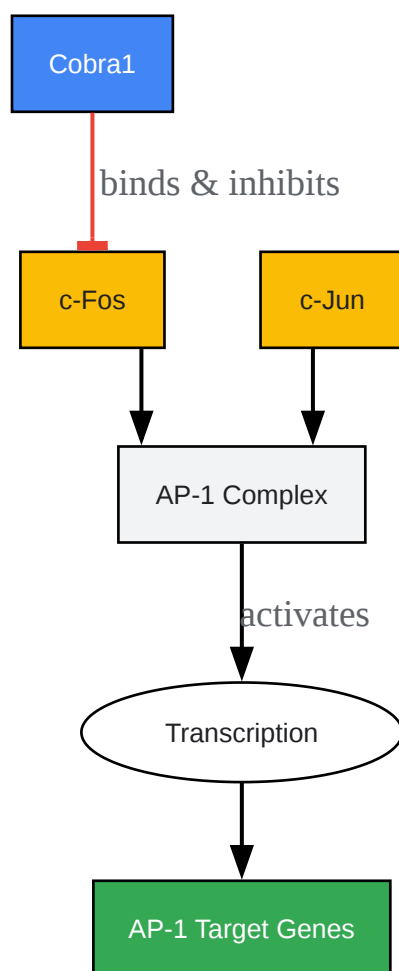 Cobra1
binds & inhibits
c-Fos
c-Jun
AP-1 Complex
activates
Transcription
AP-1 Target Genes